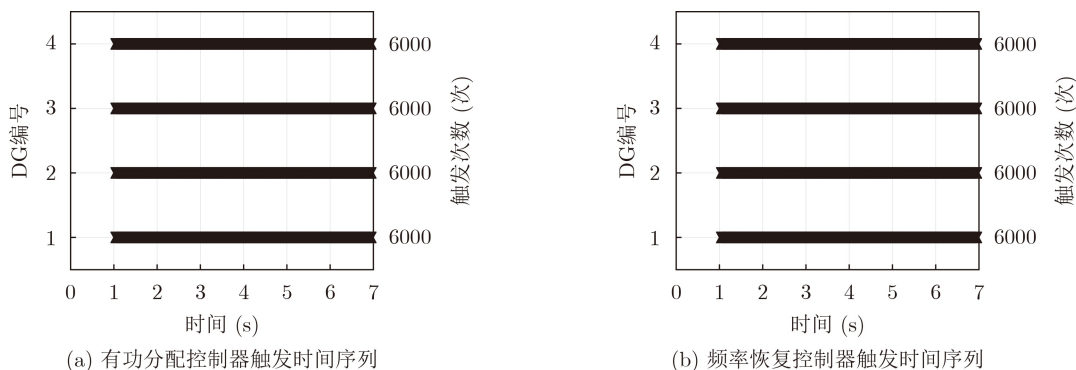 4 6000
3 6000
2 6000
1 6000
DG编号
触发次数 (次)
0 1 2 3 4 5 6 7
时间 (s)
(a) 有功分配控制器触发时间序列
4 6000
3 6000
2 6000
1 6000
DG编号
触发次数 (次)
0 1 2 3 4 5 6 7
时间 (s)
(b) 频率恢复控制器触发时间序列